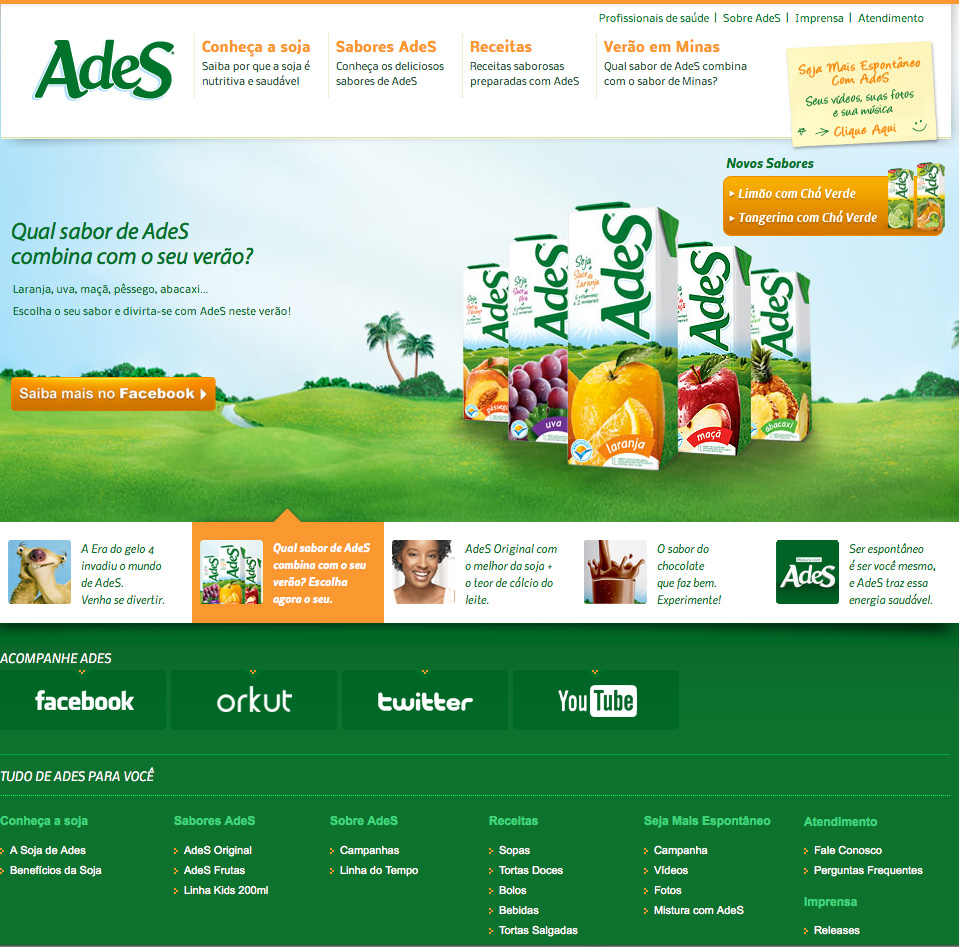 Profissionais de saúde | Sobre AdeS | Imprensa | Atendimento
AdeS
Conheça a soja
Saiba por que a soja é
nutritiva e saudável
Sabores AdeS
Conheça os deliciosos
sabores de AdeS
Receitas
Receitas saborosas
preparadas com AdeS
Verão em Minas
Qual sabor de AdeS combina
com o sabor de Minas?
Seja Mais Espontâneo
Com AdeS
Seus vídeos, suas fotos
e sua música
Clique Aqui
Novos Sabores
Limão com Chá Verde
Tangerina com Chá Verde
AdeS
AdeS
Qual sabor de AdeS
combina com o seu verão?
Laranja, uva, maçã, pêssego, abacaxi...
Escolha o seu sabor e divirta-se com AdeS neste verão!
Saiba mais no Facebook
AdeS
pêssego
AdeS
uva
Soja
Suco de
Laranja
AdeS
laranja
AdeS
maçã
AdeS
abacaxi
A Era do gelo 4
invadiu o mundo
de AdeS.
Venha se divertir.
Qual sabor de AdeS
combina com o seu
verão? Escolha
agora o seu.
AdeS Original com
o melhor da soja +
o teor de cálcio do
leite.
O sabor do
chocolate
que faz bem.
Experimente!
AdeS
Ser espontâneo
é ser você mesmo,
e AdeS traz essa
energia saudável.
ACOMPANHE ADES
facebook
orkut
twitter
YouTube
TUDO DE ADES PARA VOCÊ
Conheça a soja
A Soja de Ades
Benefícios da Soja
Sabores AdeS
AdeS Original
AdeS Frutas
Linha Kids 200ml
Sobre AdeS
Campanhas
Linha do Tempo
Receitas
Sopas
Tortas Doces
Bolos
Bebidas
Tortas Salgadas
Seja Mais Espontâneo
Campanha
Vídeos
Fotos
Mistura com AdeS
Atendimento
Fale Conosco
Perguntas Frequentes
Imprensa
Releases